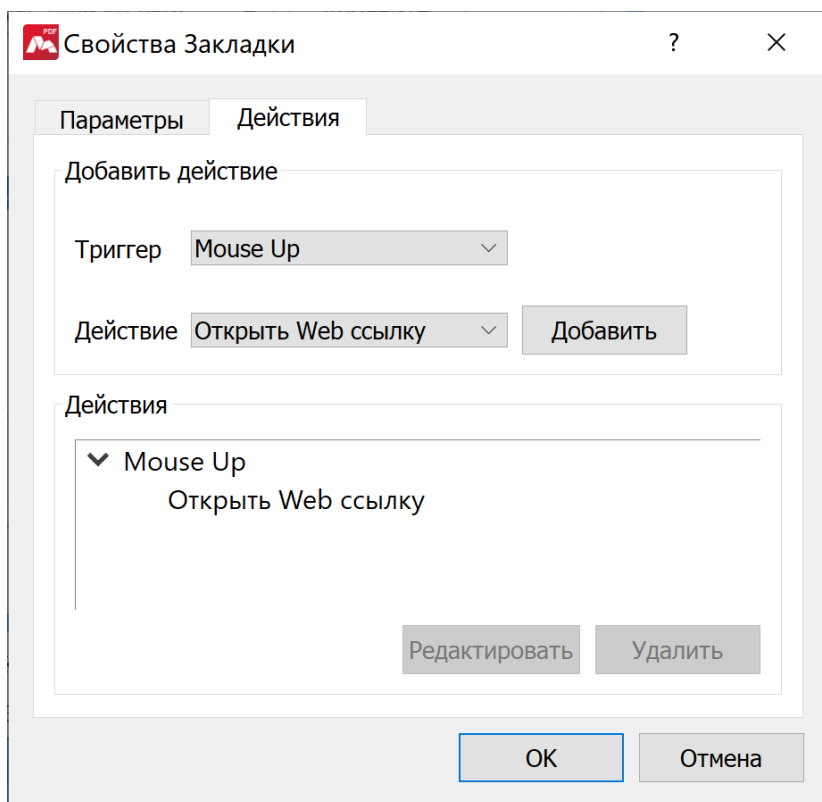 PDF
Свойства Закладки ?
Параметры Действия
Добавить действие
Триггер Mouse Up
Действие Открыть Web ссылку Добавить
Действия
Mouse Up
Открыть Web ссылку
Редактировать Удалить
OK Отмена